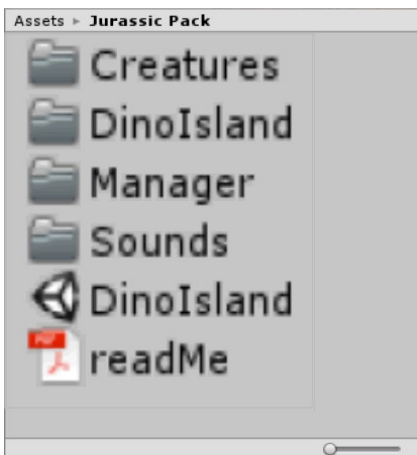 Assets ▸ Jurassic Pack
Creatures
DinoIsland
Manager
Sounds
DinoIsland
PDF
readMe